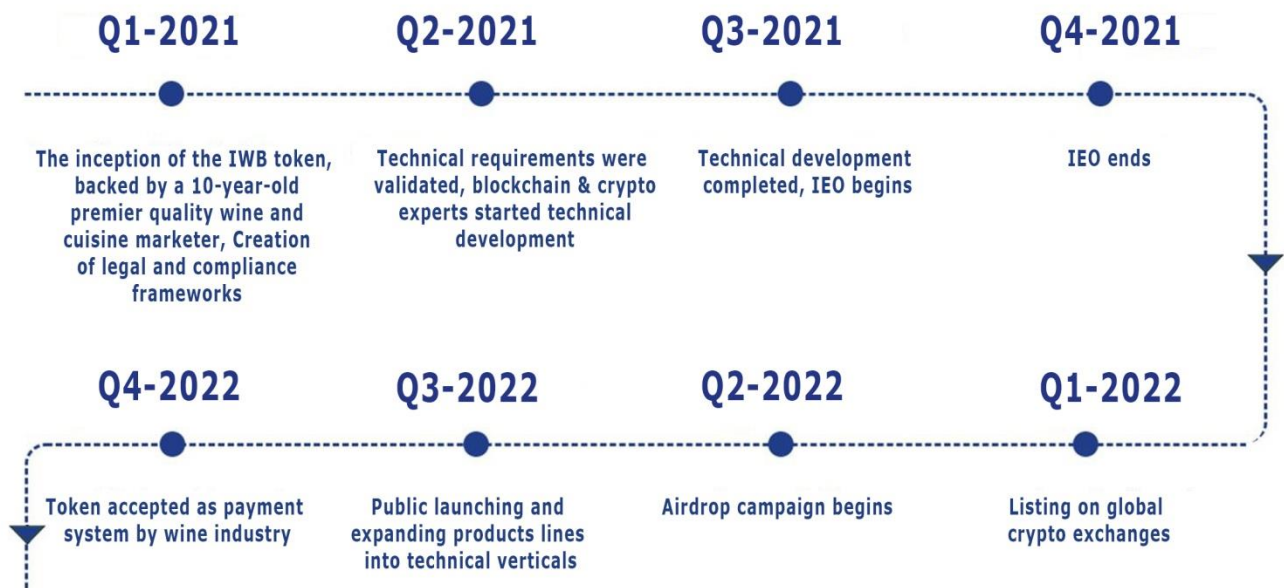 Q1-2021
Q2-2021
Q3-2021
Q4-2021
The inception of the IWB token,
backed by a 10-year-old
premier quality wine and
cuisine marketer, Creation
of legal and compliance
frameworks
Technical requirements were
validated, blockchain & crypto
experts started technical
development
Technical development
completed, IEO begins
IEO ends
Q4-2022
Q3-2022
Q2-2022
Q1-2022
Token accepted as payment
system by wine industry
Public launching and
expanding products lines
into technical verticals
Airdrop campaign begins
Listing on global
crypto exchanges